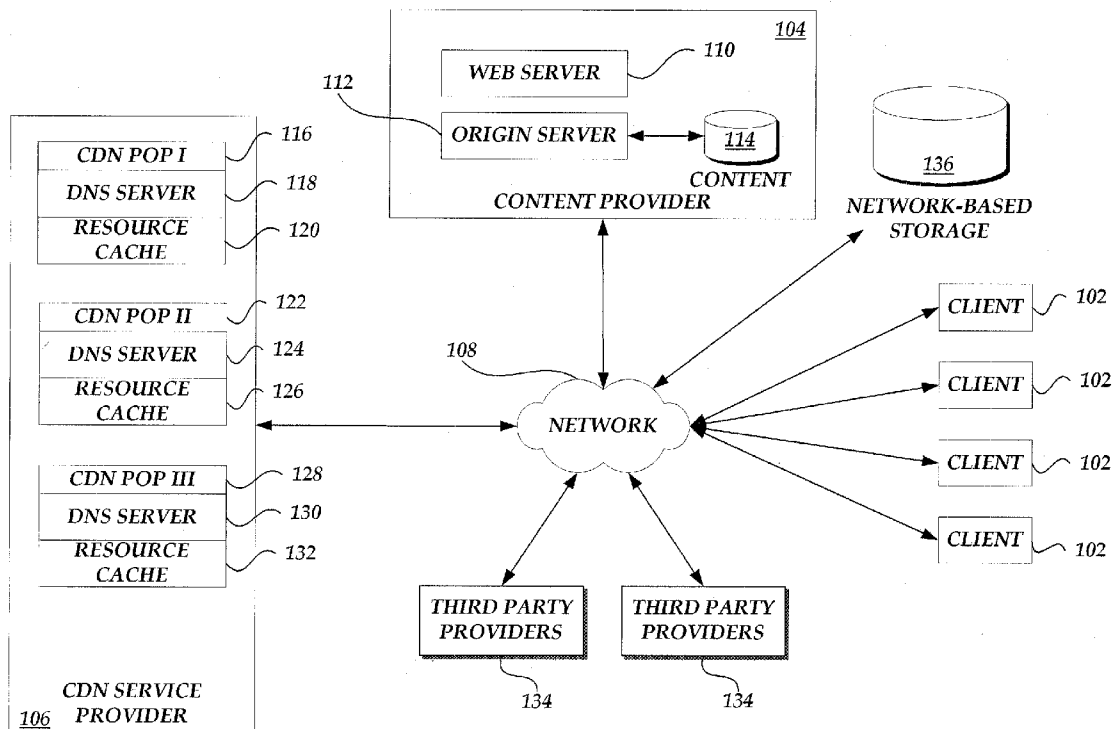 104
WEB SERVER
110
112
ORIGIN SERVER
114
CONTENT
CONTENT PROVIDER
136
NETWORK-BASED
STORAGE
CDN POP I
116
DNS SERVER
118
RESOURCE
CACHE
120
CDN POP II
122
DNS SERVER
124
RESOURCE
CACHE
126
CDN POP III
128
DNS SERVER
130
RESOURCE
CACHE
132
CDN SERVICE
PROVIDER
106
108
NETWORK
CLIENT
102
CLIENT
102
CLIENT
102
CLIENT
102
THIRD PARTY
PROVIDERS
134
THIRD PARTY
PROVIDERS
134